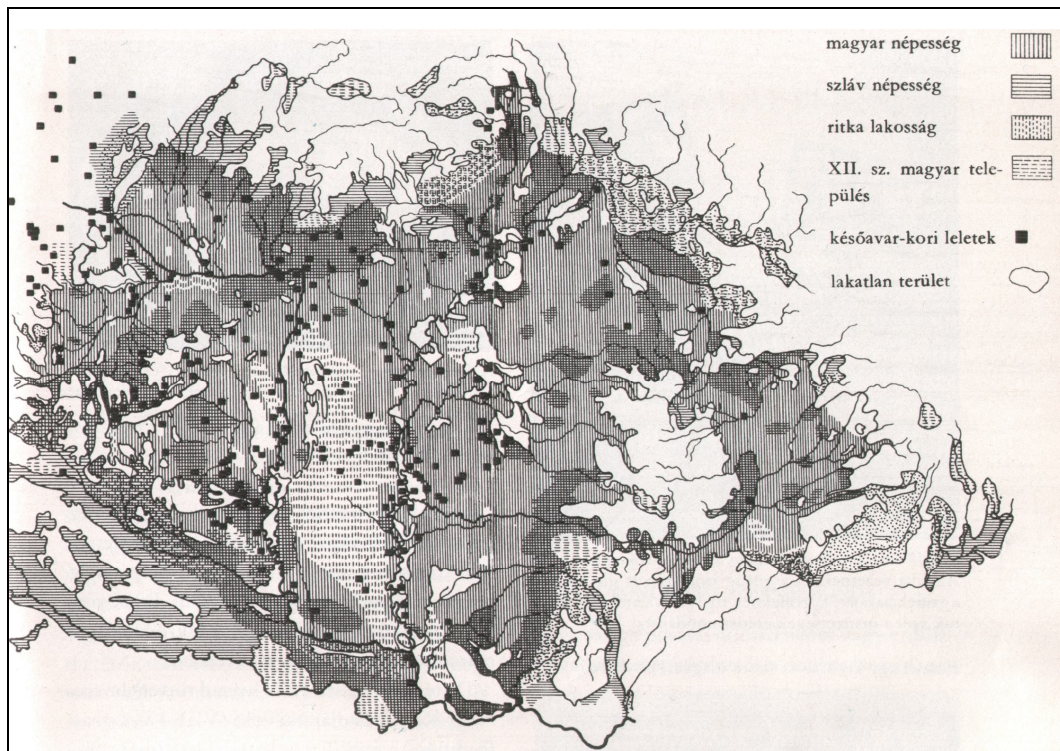 magyar népesség
szláv népesség
ritka lakosság
XII. sz. magyar tele-
pülés
későavar-kori leletek
lakatlan terület